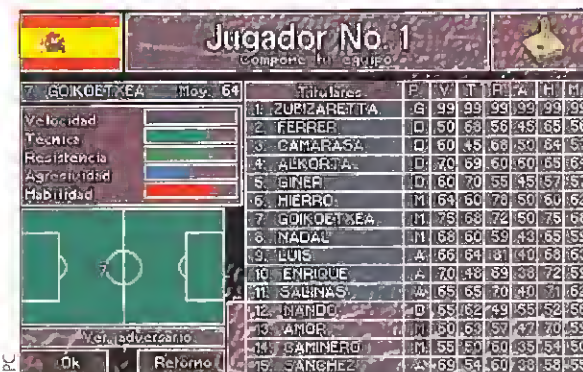 Jugador No. 1
Compone tu equipo
7 GOIKOETXEA Moy. 64
Velocidad
Técnica
Resistencia
Agresividad
Habilidad
7
Ver adversario
Ok Retorno
Titulares P V T R A H M
1. ZUBIZARETTA G 99 99 99 99 99
2. FERRER D 50 68 56 45 65
3. CAMARASA D 60 45 68 50 64
4. ALKORTA D 70 69 60 60 65
5. GINER D 60 70 55 45 57
6. HIERRO M 64 60 78 50 60
7. GOIKOETXEA M 75 68 72 50 75
8. NADAL M 68 60 59 43 65
9. LUIS A 66 64 81 40 68
10. ENRIQUE A 70 48 69 38 72
11. SALINAS A 65 65 70 40 71
12. NANDO D 55 62 49 55 52
13. AMOR M 60 63 57 47 70
14. CAMINERO M 55 50 60 35 54
15. SANCHEZ A 69 54 60 38 58
PC